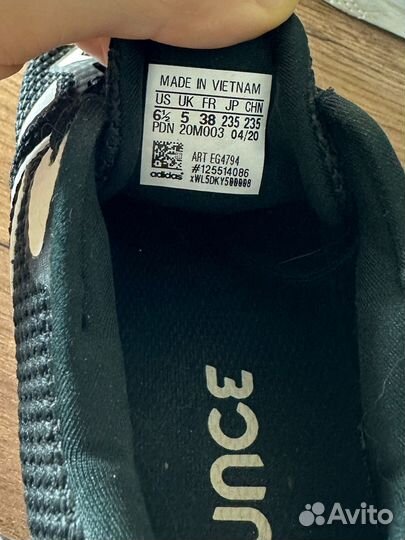 MADE IN VIETNAM
US UK FR JP CHN
6½ 5 38 235 235
PDN 20M003 04/20
ART EG4794
#125514086
adidas
UNCE
Avito